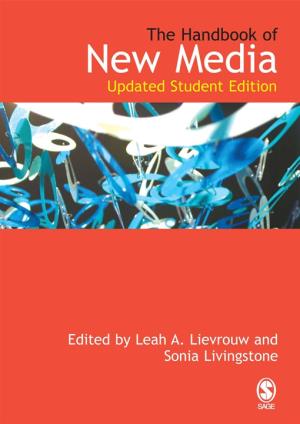 The Handbook of
New Media
Updated Student Edition
Edited by Leah A. Lievrouw and
Sonia Livingstone
S
SAGE